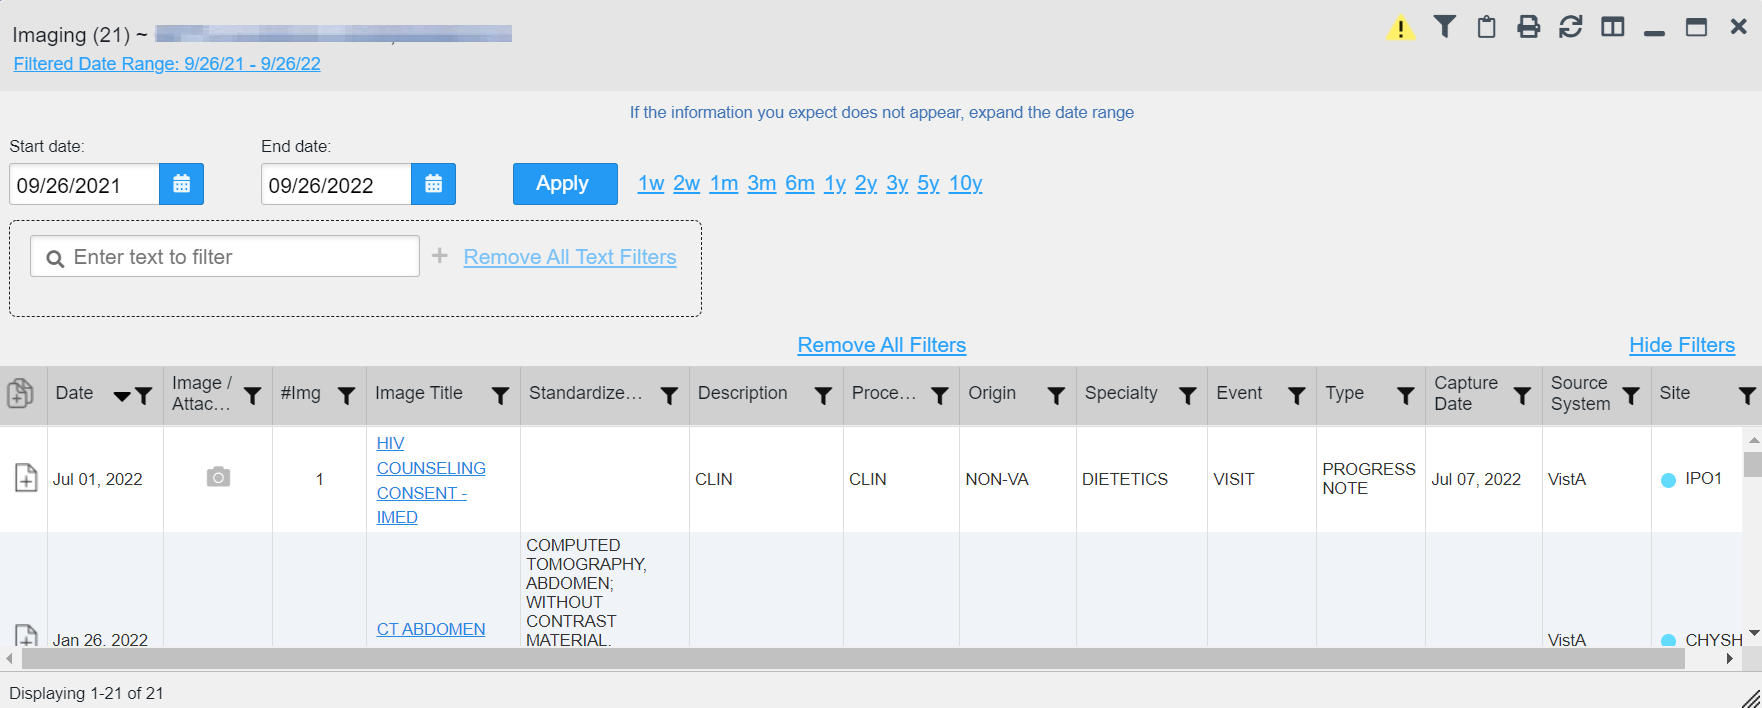 Imaging (21) ~
Filtered Date Range: 9/26/21 - 9/26/22
If the information you expect does not appear, expand the date range
Start date:
End date:
09/26/2021
09/26/2022
Apply
1w 2w 1m 3m 6m 1y 2y 3y 5y 10y
Enter text to filter
+ Remove All Text Filters
Remove All Filters
Hide Filters
Date
Image /
Attac...
#Img
Image Title
Standardize...
Description
Proce...
Origin
Specialty
Event
Type
Capture
Date
Source
System
Site
Jul 01, 2022
1
HIV
COUNSELING
CONSENT -
IMED
CLIN
CLIN
NON-VA
DIETETICS
VISIT
PROGRESS
NOTE
Jul 07, 2022
VistA
IPO1
Jan 26, 2022
CT ABDOMEN
COMPUTED
TOMOGRAPHY,
ABDOMEN;
WITHOUT
CONTRAST
MATERIAL.
VistA
CHYSH
Displaying 1-21 of 21